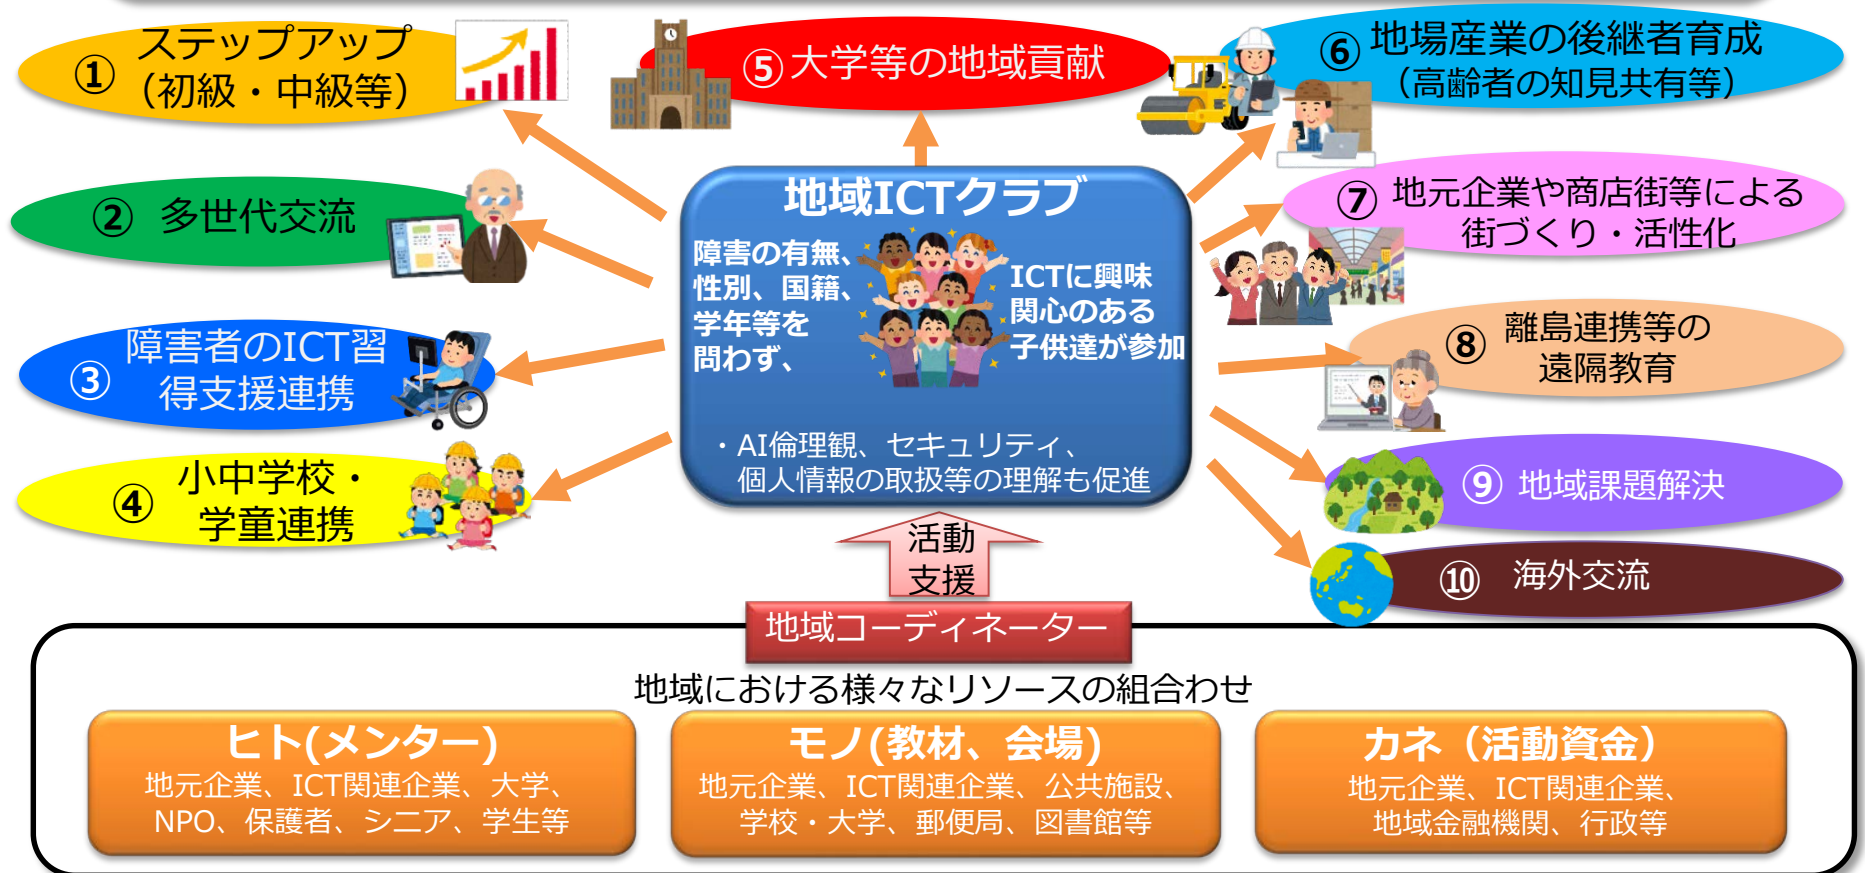 ① ステップアップ
（初級・中級等）
② 多世代交流
③ 障害者のICT習
得支援連携
④ 小中学校・
学童連携
⑤大学等の地域貢献
⑥ 地場産業の後継者育成
（高齢者の知見共有等）
⑦ 地元企業や商店街等による
街づくり・活性化
⑧ 離島連携等の
遠隔教育
⑨ 地域課題解決
⑩ 海外交流
地域ICTクラブ
障害の有無、
性別、国籍、
学年等を
問わず、
ICTに興味
関心のある
子供達が参加
・AI倫理観、セキュリティ、
個人情報の取扱等の理解も促進
活動
支援
地域コーディネーター
地域における様々なリソースの組合わせ
ヒト(メンター)
地元企業、ICT関連企業、大学、
NPO、保護者、シニア、学生等
モノ(教材、会場)
地元企業、ICT関連企業、公共施設、
学校・大学、郵便局、図書館等
カネ（活動資金）
地元企業、ICT関連企業、
地域金融機関、行政等